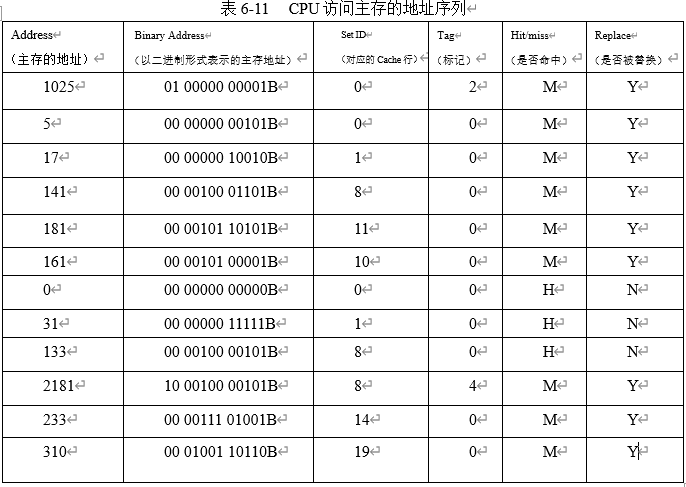 表 6-11 CPU 访问主存的地址序列
Address Binary Address Set ID Tag Hit/miss Replace
（主存的地址） （以二进制形式表示的主存地址） （对应的 Cache 行） （标记） （是否命中） （是否被替换）
1025 01 00000 00001B 0 2 M Y
5 00 00000 00101B 0 0 M Y
17 00 00000 10010B 1 0 M Y
141 00 00100 01101B 8 0 M Y
181 00 00101 10101B 11 0 M Y
161 00 00101 00001B 10 0 M Y
0 00 00000 00000B 0 0 H N
31 00 00000 11111B 1 0 H N
133 00 00100 00101B 8 0 H N
2181 10 00100 00101B 8 4 M Y
233 00 00111 01001B 14 0 M Y
310 00 01001 10110B 19 0 M Y